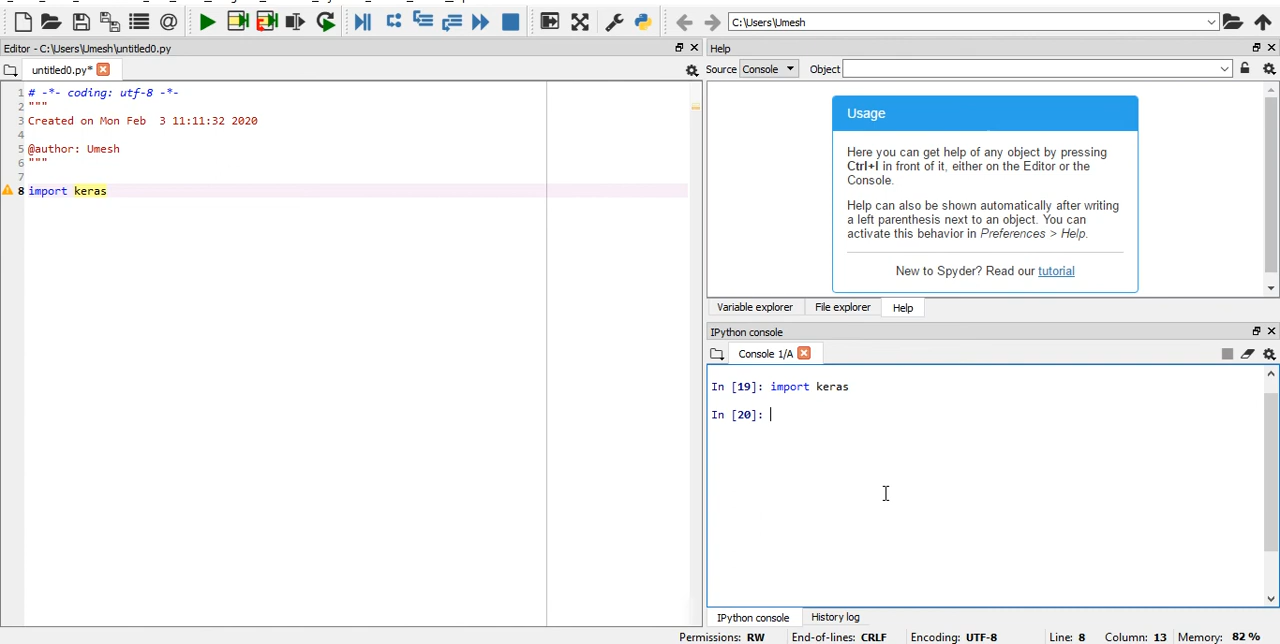 C:\Users\Umesh
Editor - C:\Users\Umesh\untitled0.py
untitled0.py*
1 # -*- coding: utf-8 -*-
2 """
3 Created on Mon Feb  3 11:11:32 2020
4
5 @author: Umesh
6 """
7
8 import keras
Help
Source Console Object
Usage
Here you can get help of any object by pressing
Ctrl+I in front of it, either on the Editor or the
Console.
Help can also be shown automatically after writing
a left parenthesis next to an object. You can
activate this behavior in Preferences > Help.
New to Spyder? Read our tutorial
Variable explorer File explorer Help
IPython console
Console 1/A
In [19]: import keras
In [20]:
IPython console History log
Permissions: RW End-of-lines: CRLF Encoding: UTF-8 Line: 8 Column: 13 Memory: 82 %